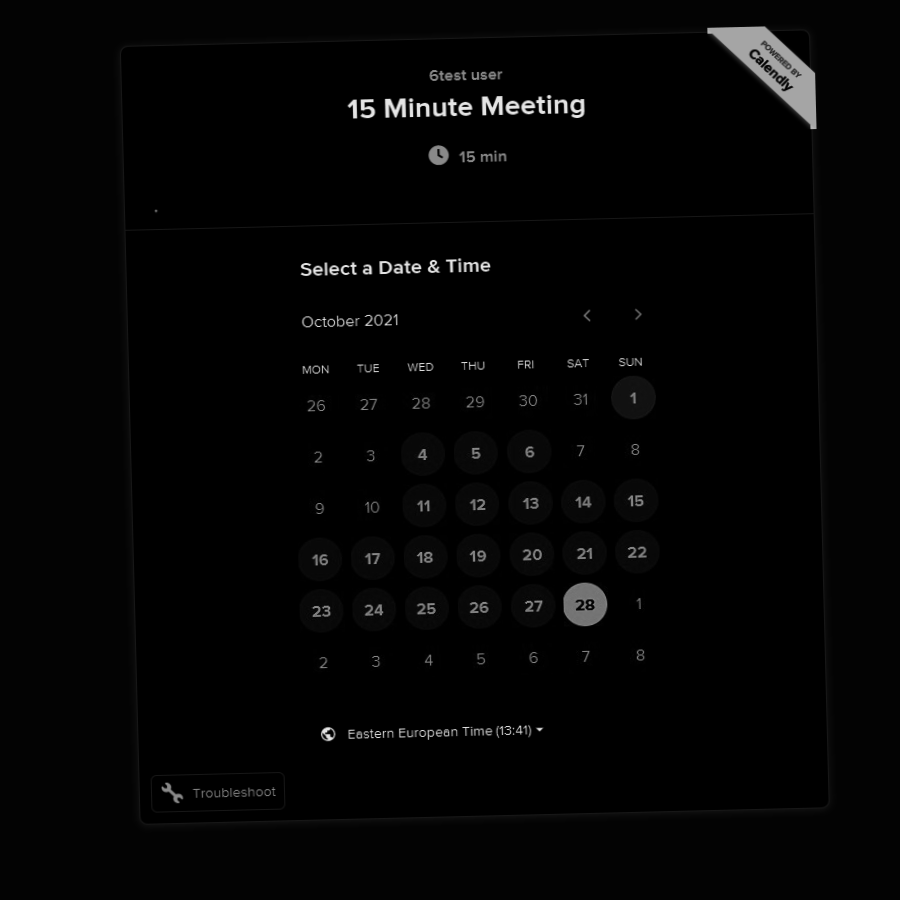 POWERED BY
Calendly
6test user
15 Minute Meeting
15 min
Select a Date & Time
October 2021
MON TUE WED THU FRI SAT SUN
26 27 28 29 30 31 1
2 3 4 5 6 7 8
9 10 11 12 13 14 15
16 17 18 19 20 21 22
23 24 25 26 27 28 1
2 3 4 5 6 7 8
Eastern European Time (13:41)
Troubleshoot